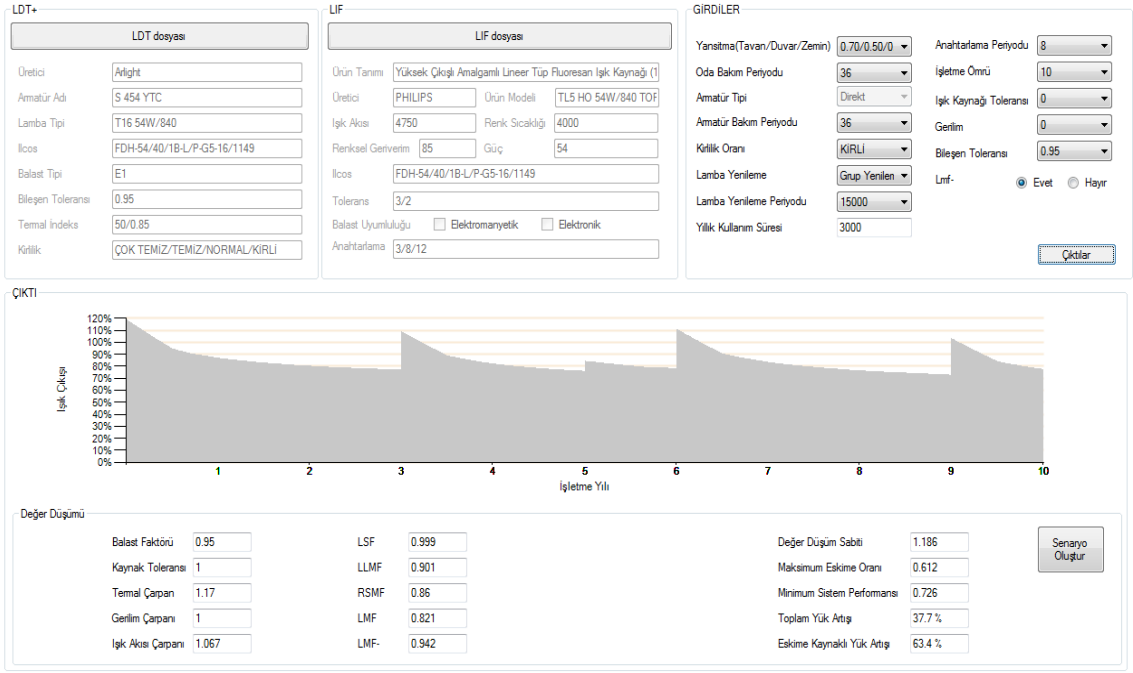 LDT+
LDT dosyası
Üretici Arlight
Armatür Adı S 454 YTC
Lamba Tipi T16 54W/840
Ilcos FDH-54/40/1B-L/P-G5-16/1149
Balast Tipi E1
Bileşen Toleransı 0.95
Termal İndeks 50/0.85
Kirlilik ÇOK TEMİZ/TEMİZ/NORMAL/KİRLİ
LIF
LIF dosyası
Ürün Tanımı Yüksek Çıkışlı Amalgamlı Lineer Tüp Fluoresan Işık Kaynağı (1
Üretici PHILIPS Ürün Modeli TL5 HO 54W/840 TOF
Işık Akısı 4750 Renk Sıcaklığı 4000
Renksel Geriverim 85 Güç 54
Ilcos FDH-54/40/1B-L/P-G5-16/1149
Tolerans 3/2
Balast Uyumluluğu Elektromanyetik Elektronik
Anahtarlama 3/8/12
GİRDİLER
Yansıtma(Tavan/Duvar/Zemin) 0.70/0.50/0
Oda Bakım Periyodu 36
Armatür Tipi Direkt
Armatür Bakım Periyodu 36
Kirlilik Oranı KİRLİ
Lamba Yenileme Grup Yenilen
Lamba Yenileme Periyodu 15000
Yıllık Kullanım Süresi 3000
Anahtarlama Periyodu 8
İşletme Ömrü 10
Işık Kaynağı Toleransı 0
Gerilim 0
Bileşen Toleransı 0.95
Lmf- Evet Hayır
Çıktılar
ÇIKTI
120%
110%
100%
90%
80%
70%
60%
50%
40%
30%
20%
10%
0%
Işık Çıkışı
1 2 3 4 5 6 7 8 9 10
İşletme Yılı
Değer Düşümü
Balast Faktörü 0.95
Kaynak Toleransı 1
Termal Çarpan 1.17
Gerilim Çarpanı 1
Işık Akısı Çarpanı 1.067
LSF 0.999
LLMF 0.901
RSMF 0.86
LMF 0.821
LMF- 0.942
Değer Düşüm Sabiti 1.186
Maksimum Eskime Oranı 0.612
Minimum Sistem Performansı 0.726
Toplam Yük Artışı 37.7 %
Eskime Kaynaklı Yük Artışı 63.4 %
Senaryo
Oluştur